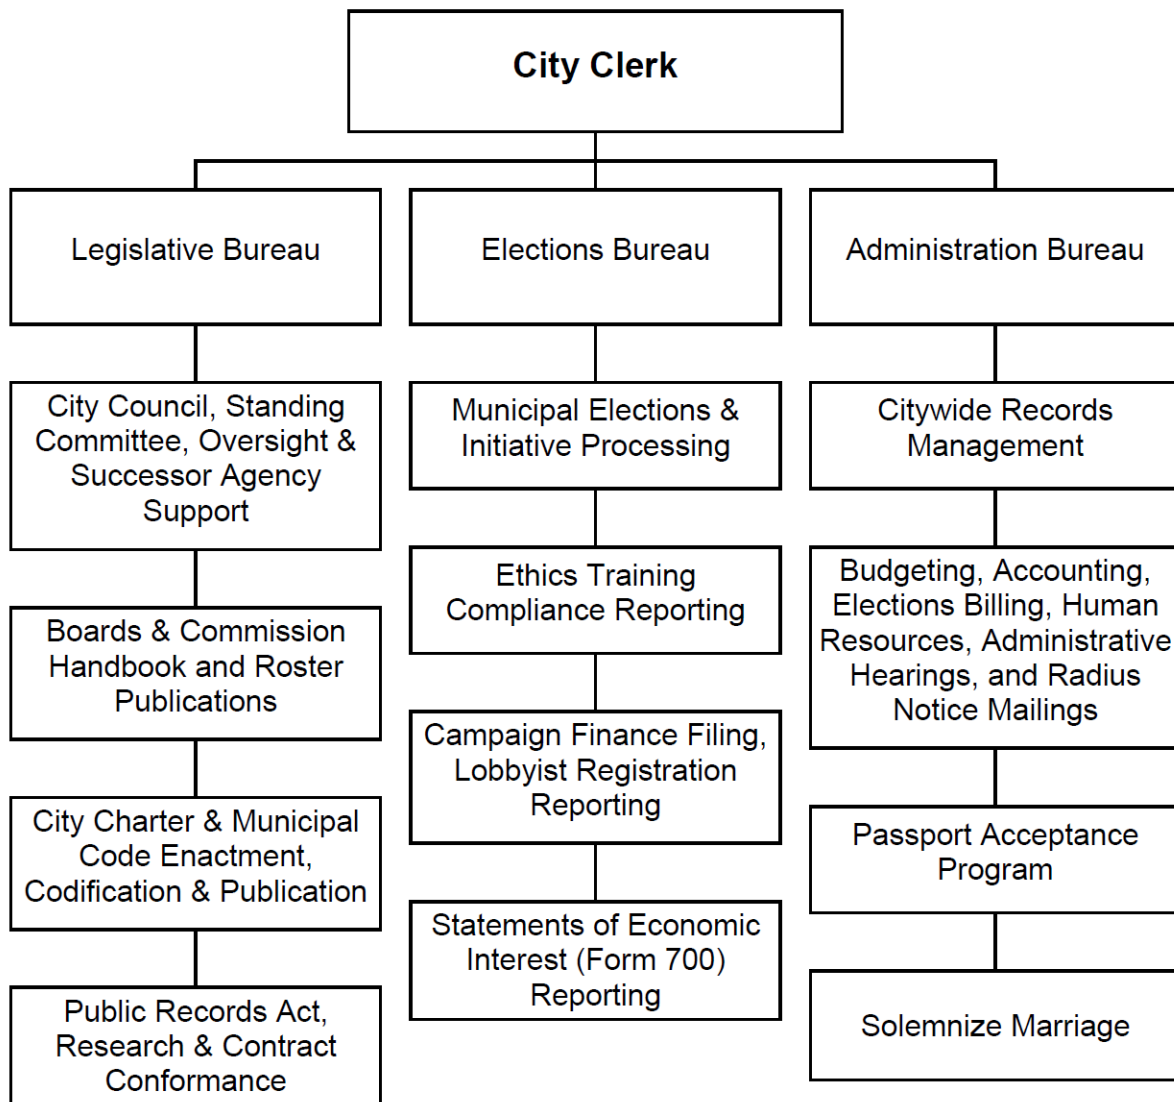 City Clerk
Legislative Bureau
Elections Bureau
Administration Bureau
City Council, Standing
Committee, Oversight &
Successor Agency
Support
Municipal Elections &
Initiative Processing
Citywide Records
Management
Boards & Commission
Handbook and Roster
Publications
Ethics Training
Compliance Reporting
Budgeting, Accounting,
Elections Billing, Human
Resources, Administrative
Hearings, and Radius
Notice Mailings
City Charter & Municipal
Code Enactment,
Codification & Publication
Campaign Finance Filing,
Lobbyist Registration
Reporting
Passport Acceptance
Program
Public Records Act,
Research & Contract
Conformance
Statements of Economic
Interest (Form 700)
Reporting
Solemnize Marriage